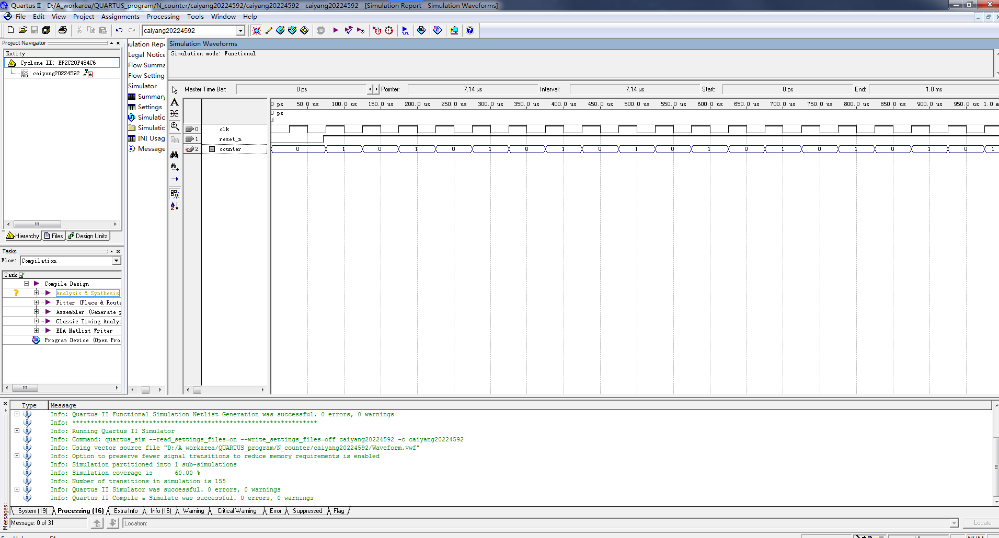 Quartus II - D:/A_workarea/QUARTUS_program/N_counter/caiyang20224592/caiyang20224592 - caiyang20224592 - [Simulation Report - Simulation Waveforms]
File Edit View Project Assignments Processing Tools Window Help
caiyang20224592
Project Navigator
Entity
Cyclone II: EP2C20F484C6
caiyang20224592
Hierarchy Files Design Units
Tasks
Flow: Compilation
Task
Compile Design
Analysis & Synthesis
Fitter (Place & Route
Assembler (Generate p
Classic Timing Analys
EDA Netlist Writer
Program Device (Open Pro
ulation Rep
Legal Notice
Flow Summa
Flow Setting
Simulator
Summary
Settings
Simulatic
Simulatic
INI Usag
Message
Simulation Waveforms
Simulation mode: Functional
Master Time Bar: 0 ps Pointer: 7.14 us Interval: 7.14 us Start: 0 ps End: 1.0 ms
0 ps 50.0 us 100.0 us 150.0 us 200.0 us 250.0 us 300.0 us 350.0 us 400.0 us 450.0 us 500.0 us 550.0 us 600.0 us 650.0 us 700.0 us 750.0 us 800.0 us 850.0 us 900.0 us 950.0 us 1.0 m
0 ps
0 clk
1 reset_n
2 counter 0 1 0 1 0 1 0 1 0 1 0 1 0 1 0 1 0 1 0 1
Type Message
Info: Quartus II Functional Simulation Netlist Generation was successful. 0 errors, 0 warnings
Info: *******************************************************************
Info: Running Quartus II Simulator
Info: Command: quartus_sim --read_settings_files=on --write_settings_files=off caiyang20224592 -c caiyang20224592
Info: Using vector source file "D:/A_workarea/QUARTUS_program/N_counter/caiyang20224592/Waveform.vwf"
Info: Option to preserve fewer signal transitions to reduce memory requirements is enabled
Info: Simulation partitioned into 1 sub-simulations
Info: Simulation coverage is 60.00 %
Info: Number of transitions in simulation is 155
Info: Quartus II Simulator was successful. 0 errors, 0 warnings
Info: Quartus II Compile & Simulate was successful. 0 errors, 0 warnings
Messages
System (19) Processing (16) Extra Info Info (16) Warning Critical Warning Error Suppressed Flag
Message: 0 of 31 Location: Locate